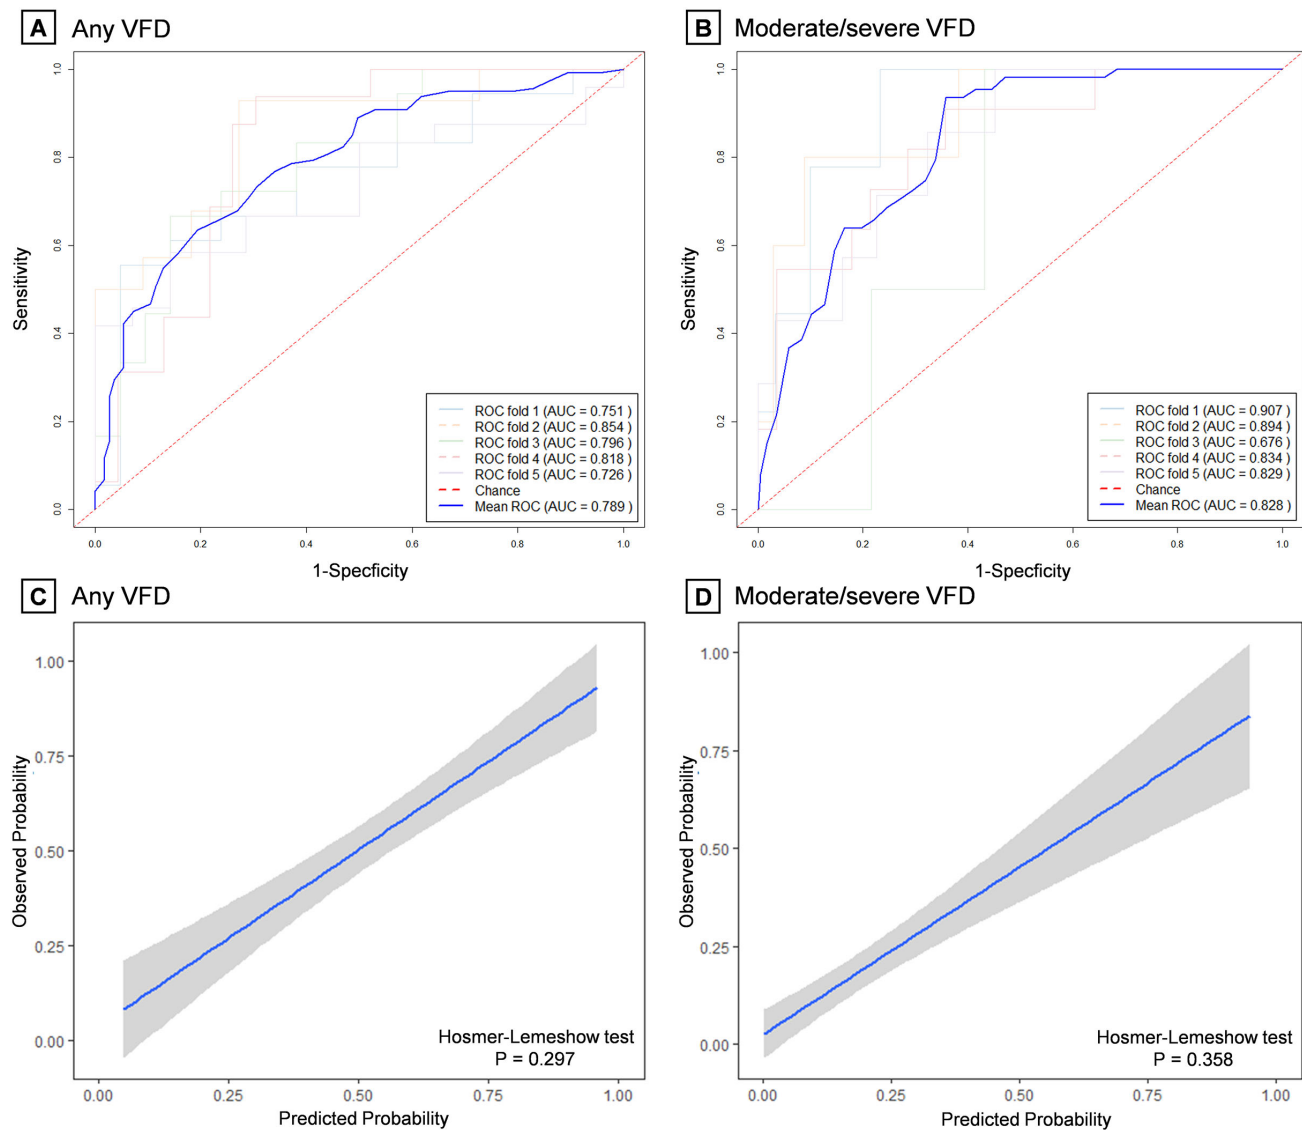 A Any VFD
1.0
0.8
0.6
0.4
0.2
0.0
Sensitivity
ROC fold 1 (AUC = 0.751 )
ROC fold 2 (AUC = 0.854 )
ROC fold 3 (AUC = 0.796 )
ROC fold 4 (AUC = 0.818 )
ROC fold 5 (AUC = 0.726 )
Chance
Mean ROC (AUC = 0.789 )
0.0 0.2 0.4 0.6 0.8 1.0
1-Specficity
B Moderate/severe VFD
1.0
0.8
0.6
0.4
0.2
0.0
Sensitivity
ROC fold 1 (AUC = 0.907 )
ROC fold 2 (AUC = 0.894 )
ROC fold 3 (AUC = 0.676 )
ROC fold 4 (AUC = 0.834 )
ROC fold 5 (AUC = 0.829 )
Chance
Mean ROC (AUC = 0.828 )
0.0 0.2 0.4 0.6 0.8 1.0
1-Specficity
C Any VFD
1.00
0.75
0.50
0.25
0.00
Observed Probability
Hosmer-Lemeshow test
P = 0.297
0.00 0.25 0.50 0.75 1.00
Predicted Probability
D Moderate/severe VFD
1.00
0.75
0.50
0.25
0.00
Observed Probability
Hosmer-Lemeshow test
P = 0.358
0.00 0.25 0.50 0.75 1.00
Predicted Probability